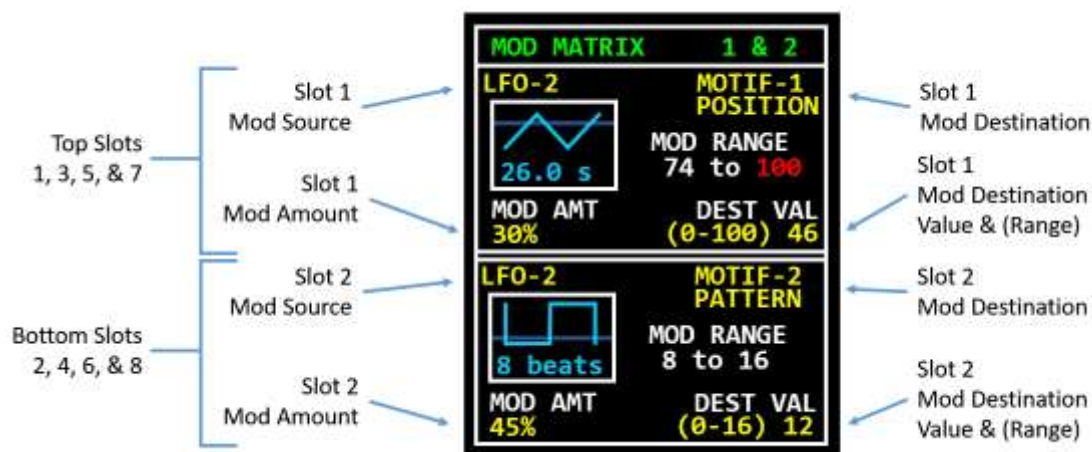 MOD MATRIX 1 & 2
Top Slots
1, 3, 5, & 7
Slot 1
Mod Source
LFO-2
26.0 s
MOTIF-1
POSITION
Slot 1
Mod Destination
MOD RANGE
74 to 100
Slot 1
Mod Amount
MOD AMT
30%
DEST VAL
(0-100) 46
Slot 1
Mod Destination
Value & (Range)
Bottom Slots
2, 4, 6, & 8
Slot 2
Mod Source
LFO-2
8 beats
MOTIF-2
PATTERN
Slot 2
Mod Destination
MOD RANGE
8 to 16
Slot 2
Mod Amount
MOD AMT
45%
DEST VAL
(0-16) 12
Slot 2
Mod Destination
Value & (Range)